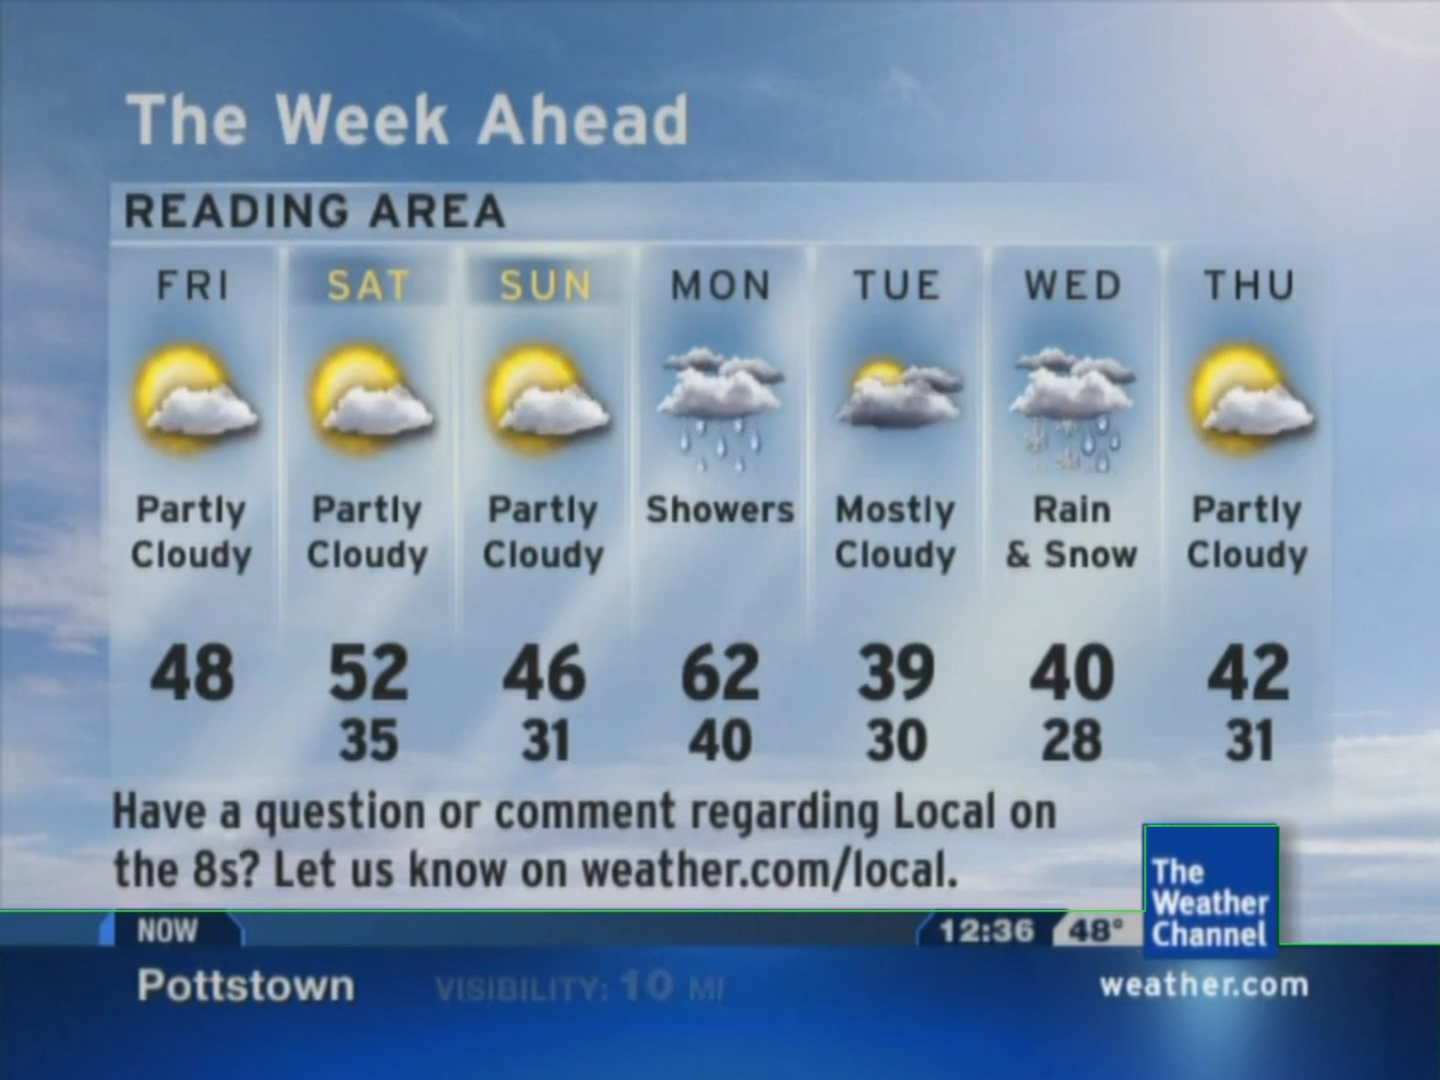 The Week Ahead
READING AREA
FRI SAT SUN MON TUE WED THU
Partly Cloudy Partly Cloudy Partly Cloudy Showers Mostly Cloudy Rain & Snow Partly Cloudy
48 52 46 62 39 40 42
35 31 40 30 28 31
Have a question or comment regarding Local on
the 8s? Let us know on weather.com/local.
The
Weather
Channel
NOW 12:36 48°
Pottstown VISIBILITY: 10 MI weather.com